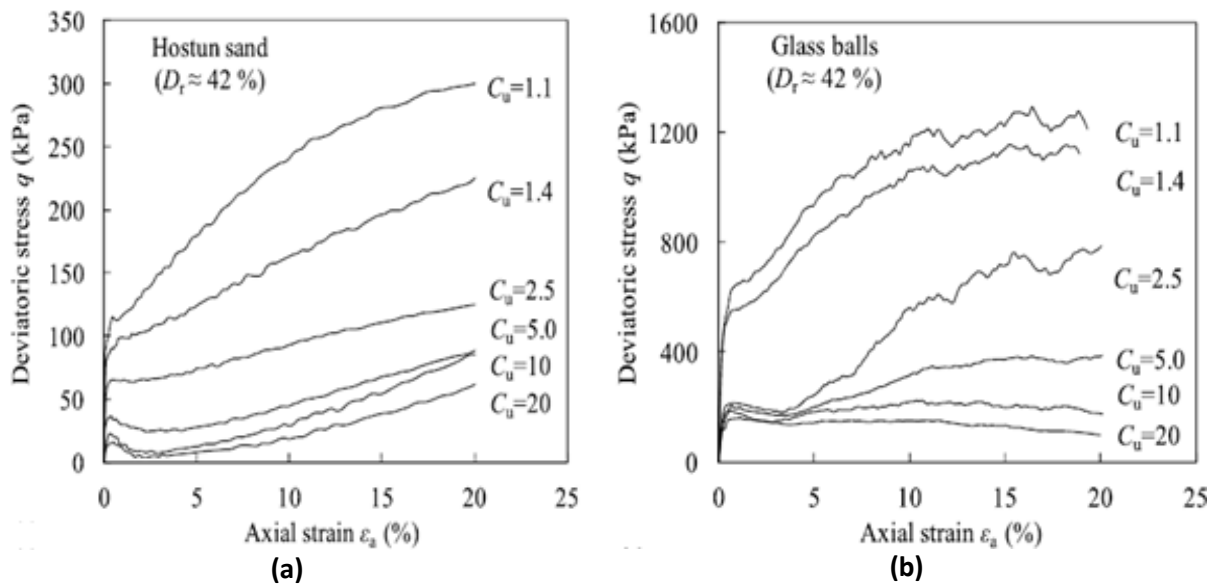 350
300
250
200
150
100
50
0
Deviatoric stress q (kPa)
Hostun sand
(Dr ≈ 42 %)
Cu=1.1
Cu=1.4
Cu=2.5
Cu=5.0
Cu=10
Cu=20
0 5 10 15 20 25
Axial strain εa (%)
(a)
1600
1200
800
400
0
Deviatoric stress q (kPa)
Glass balls
(Dr ≈ 42 %)
Cu=1.1
Cu=1.4
Cu=2.5
Cu=5.0
Cu=10
Cu=20
0 5 10 15 20 25
Axial strain εa (%)
(b)